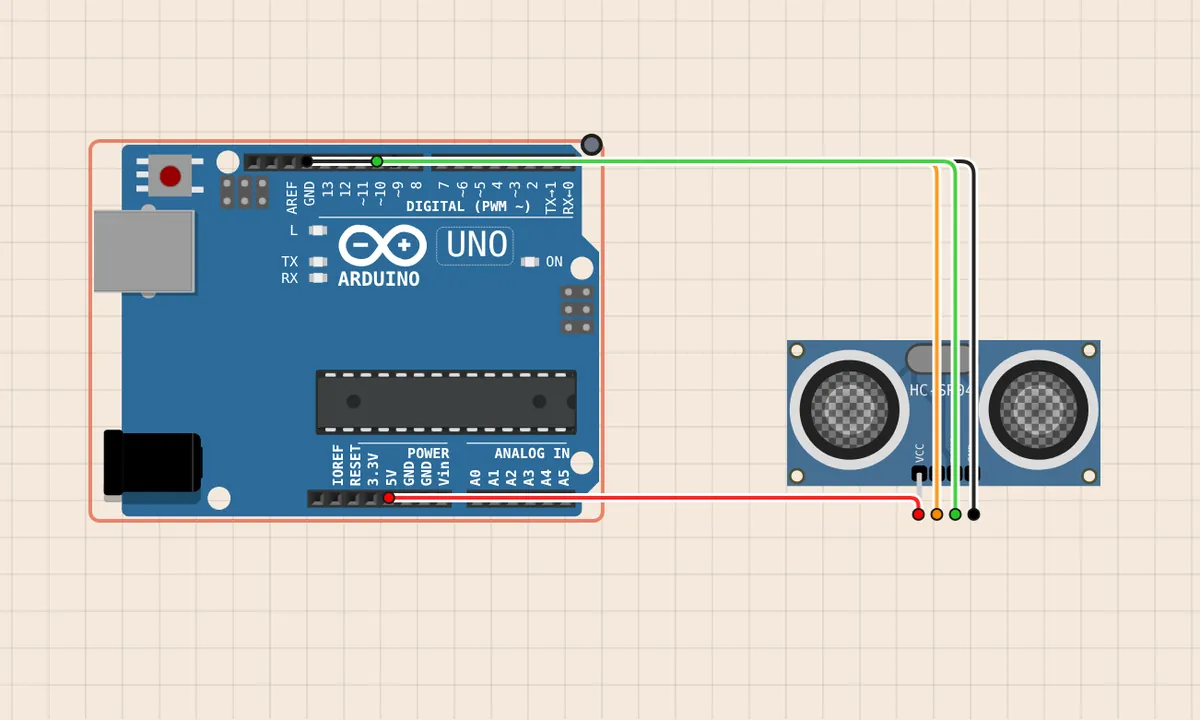 AREF
GND
13
12
~11
~10
~9
8
7
~6
~5
4
~3
2
TX→1
RX←0
DIGITAL (PWM ~)
L
TX
RX
UNO
ON
ARDUINO
HC-SR04
VCC
IOREF
RESET
3.3V
5V
GND
GND
Vin
POWER
ANALOG IN
A0
A1
A2
A3
A4
A5